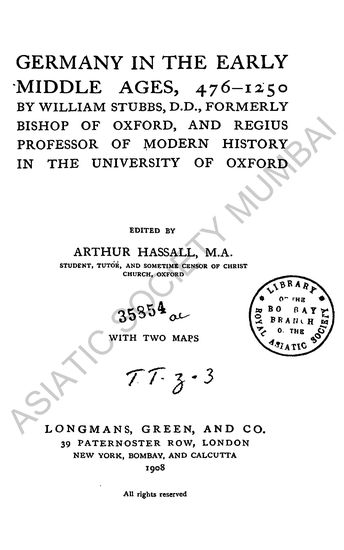 GERMANY IN THE EARLY
MIDDLE AGES, 476–1250
BY WILLIAM STUBBS, D.D., FORMERLY
BISHOP OF OXFORD, AND REGIUS
PROFESSOR OF MODERN HISTORY
IN THE UNIVERSITY OF OXFORD
EDITED BY
ARTHUR HASSALL, M.A.
STUDENT, TUTOR, AND SOMETIME CENSOR OF CHRIST
CHURCH, OXFORD
35854
WITH TWO MAPS
LIBRARY
OF THE
BO BAY
BRANCH
O. THE
ROYAL ASIATIC SOCIETY
T.T-z-3
LONGMANS, GREEN, AND CO.
39 PATERNOSTER ROW, LONDON
NEW YORK, BOMBAY, AND CALCUTTA
1908
All rights reserved
ASIATIC SOCIETY MUMBAI